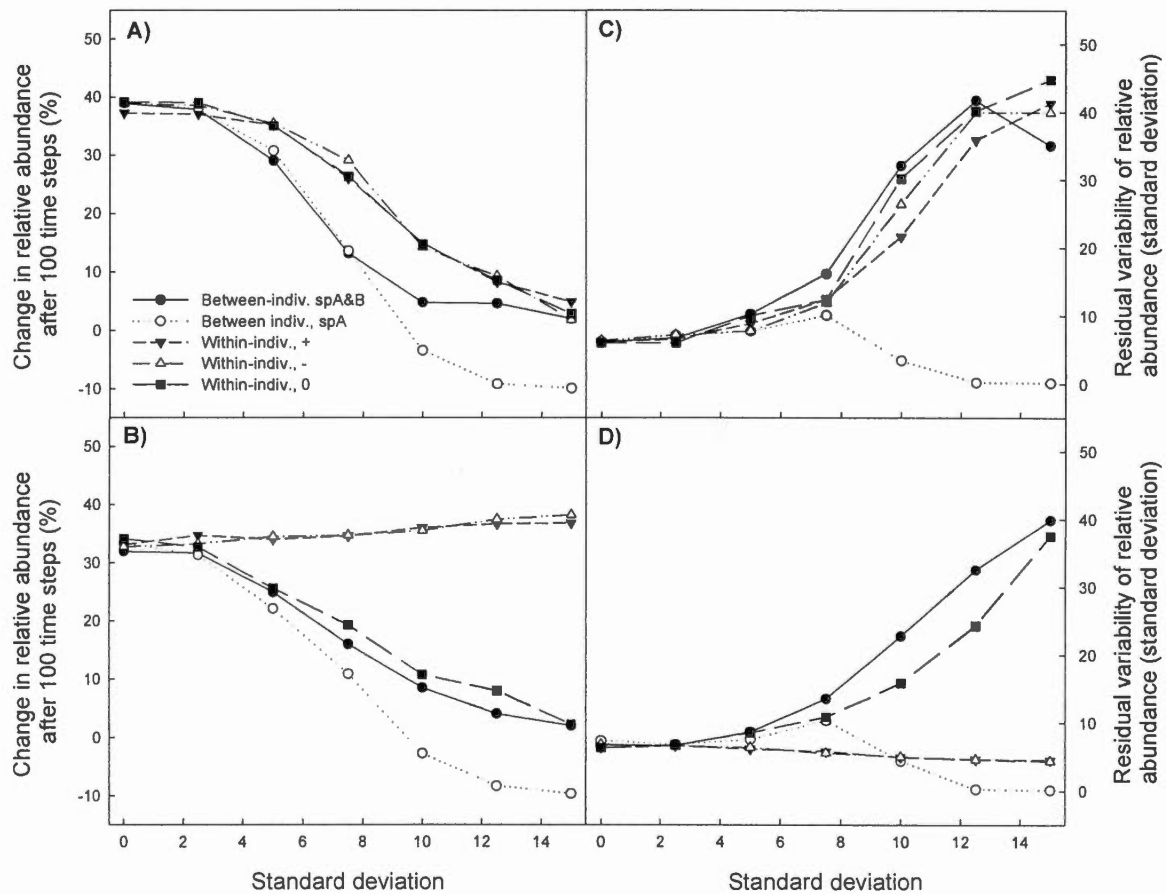 A)
50
40
30
20
10
0
-10
Change in relative abundance
after 100 time steps (%)
Between-indiv. spA&B
Between indiv., spA
Within-indiv., +
Within-indiv., -
Within-indiv., 0
C)
50
40
30
20
10
0
Residual variability of relative
abundance (standard deviation)
B)
50
40
30
20
10
0
-10
Change in relative abundance
after 100 time steps (%)
0 2 4 6 8 10 12 14
Standard deviation
D)
50
40
30
20
10
0
Residual variability of relative
abundance (standard deviation)
0 2 4 6 8 10 12 14
Standard deviation